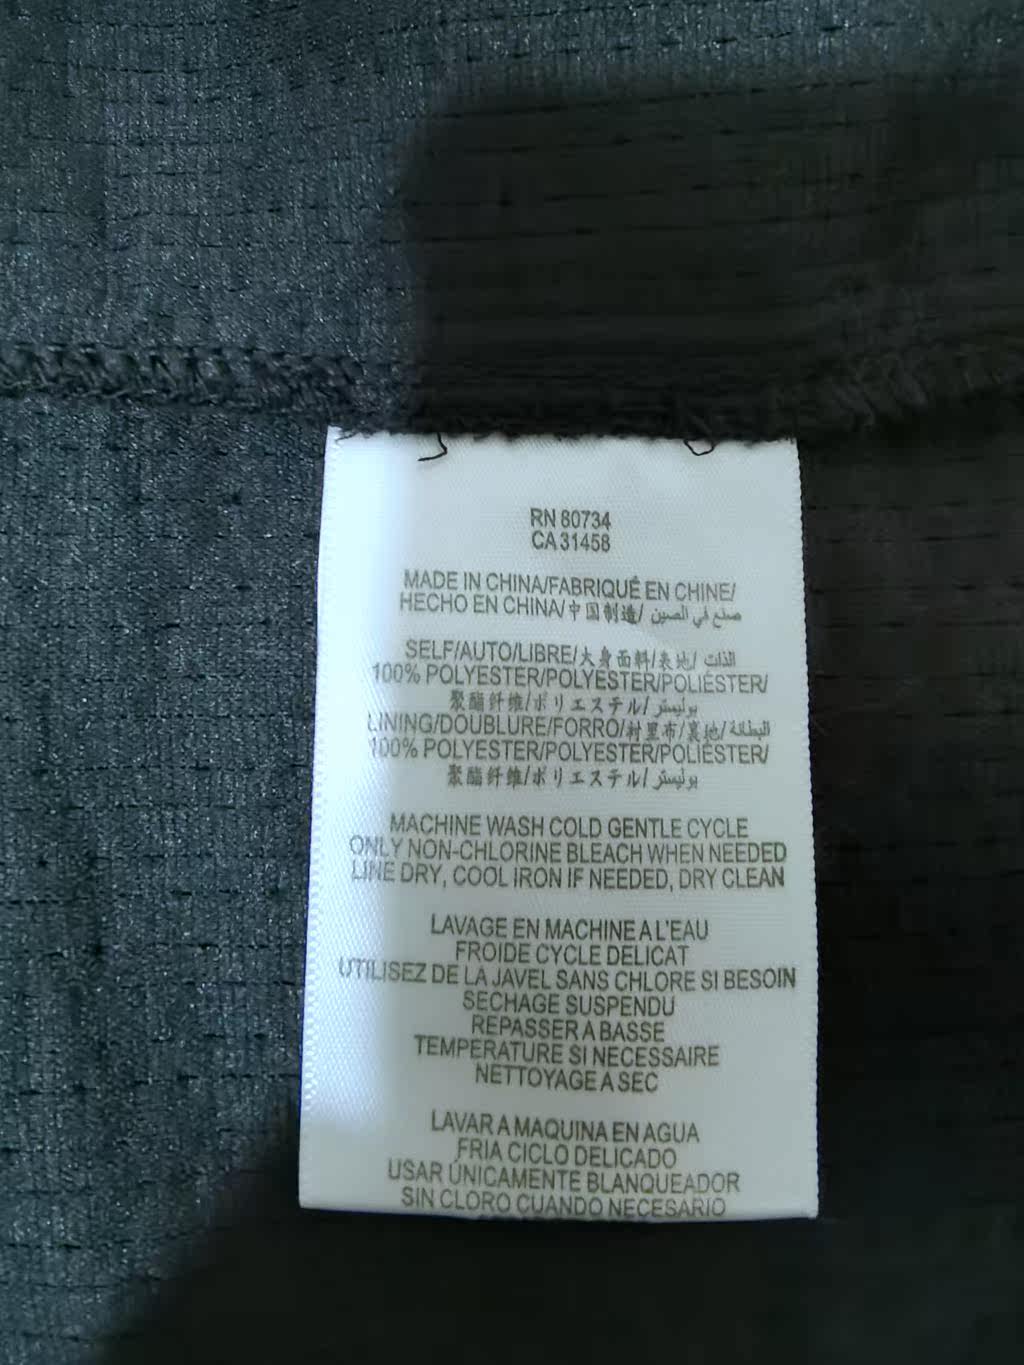 RN 80734
CA 31458
MADE IN CHINA/FABRIQUÉ EN CHINE/
HECHO EN CHINA/中国制造/ صنع في الصين
SELF/AUTO/LIBRE/大身面料/表地/ الذات
100% POLYESTER/POLYESTER/POLIÉSTER/
聚酯纤维/ポリエステル/ بوليستر
LINING/DOUBLURE/FORRO/衬里布/裏地/ البطانة
100% POLYESTER/POLYESTER/POLIÉSTER/
聚酯纤维/ポリエステル/ بوليستر
MACHINE WASH COLD GENTLE CYCLE
ONLY NON-CHLORINE BLEACH WHEN NEEDED
LINE DRY, COOL IRON IF NEEDED, DRY CLEAN
LAVAGE EN MACHINE A L'EAU
FROIDE CYCLE DELICAT
UTILISEZ DE LA JAVEL SANS CHLORE SI BESOIN
SECHAGE SUSPENDU
REPASSER A BASSE
TEMPERATURE SI NECESSAIRE
NETTOYAGE A SEC
LAVAR A MAQUINA EN AGUA
FRIA CICLO DELICADO
USAR ÚNICAMENTE BLANQUEADOR
SIN CLORO CUANDO NECESARIO